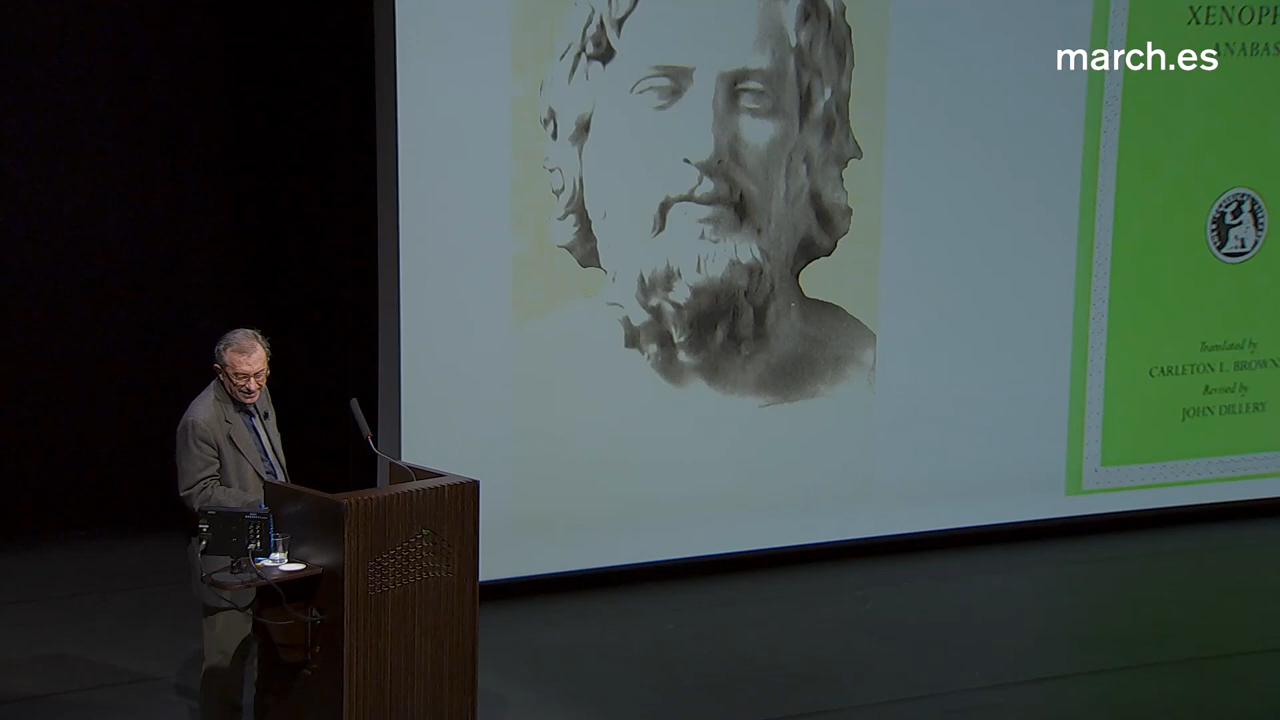 XENOPH
ANABAS
march.es
Translated by
CARLETON L. BROWN
Revised by
JOHN DILLERY